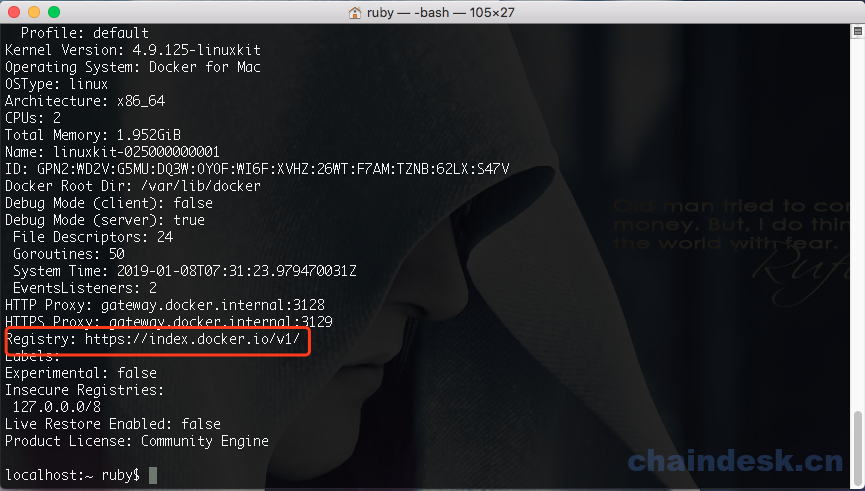 ruby — -bash — 105×27
Profile: default
Kernel Version: 4.9.125-linuxkit
Operating System: Docker for Mac
OSType: linux
Architecture: x86_64
CPUs: 2
Total Memory: 1.952GiB
Name: linuxkit-025000000001
ID: GPN2:WD2V:G5MU:DQ3W:OYOF:WI6F:XVHZ:26WT:F7AM:TZNB:62LX:S47V
Docker Root Dir: /var/lib/docker
Debug Mode (client): false
Debug Mode (server): true
File Descriptors: 24
Goroutines: 50
System Time: 2019-01-08T07:31:23.979470031Z
EventsListeners: 2
HTTP Proxy: gateway.docker.internal:3128
HTTPS Proxy: gateway.docker.internal:3129
Registry: https://index.docker.io/v1/
Labels:
Experimental: false
Insecure Registries:
127.0.0.0/8
Live Restore Enabled: false
Product License: Community Engine
localhost:~ ruby$
Old man tried to
money. But, I do
the world with fear.
chaindesk.cn